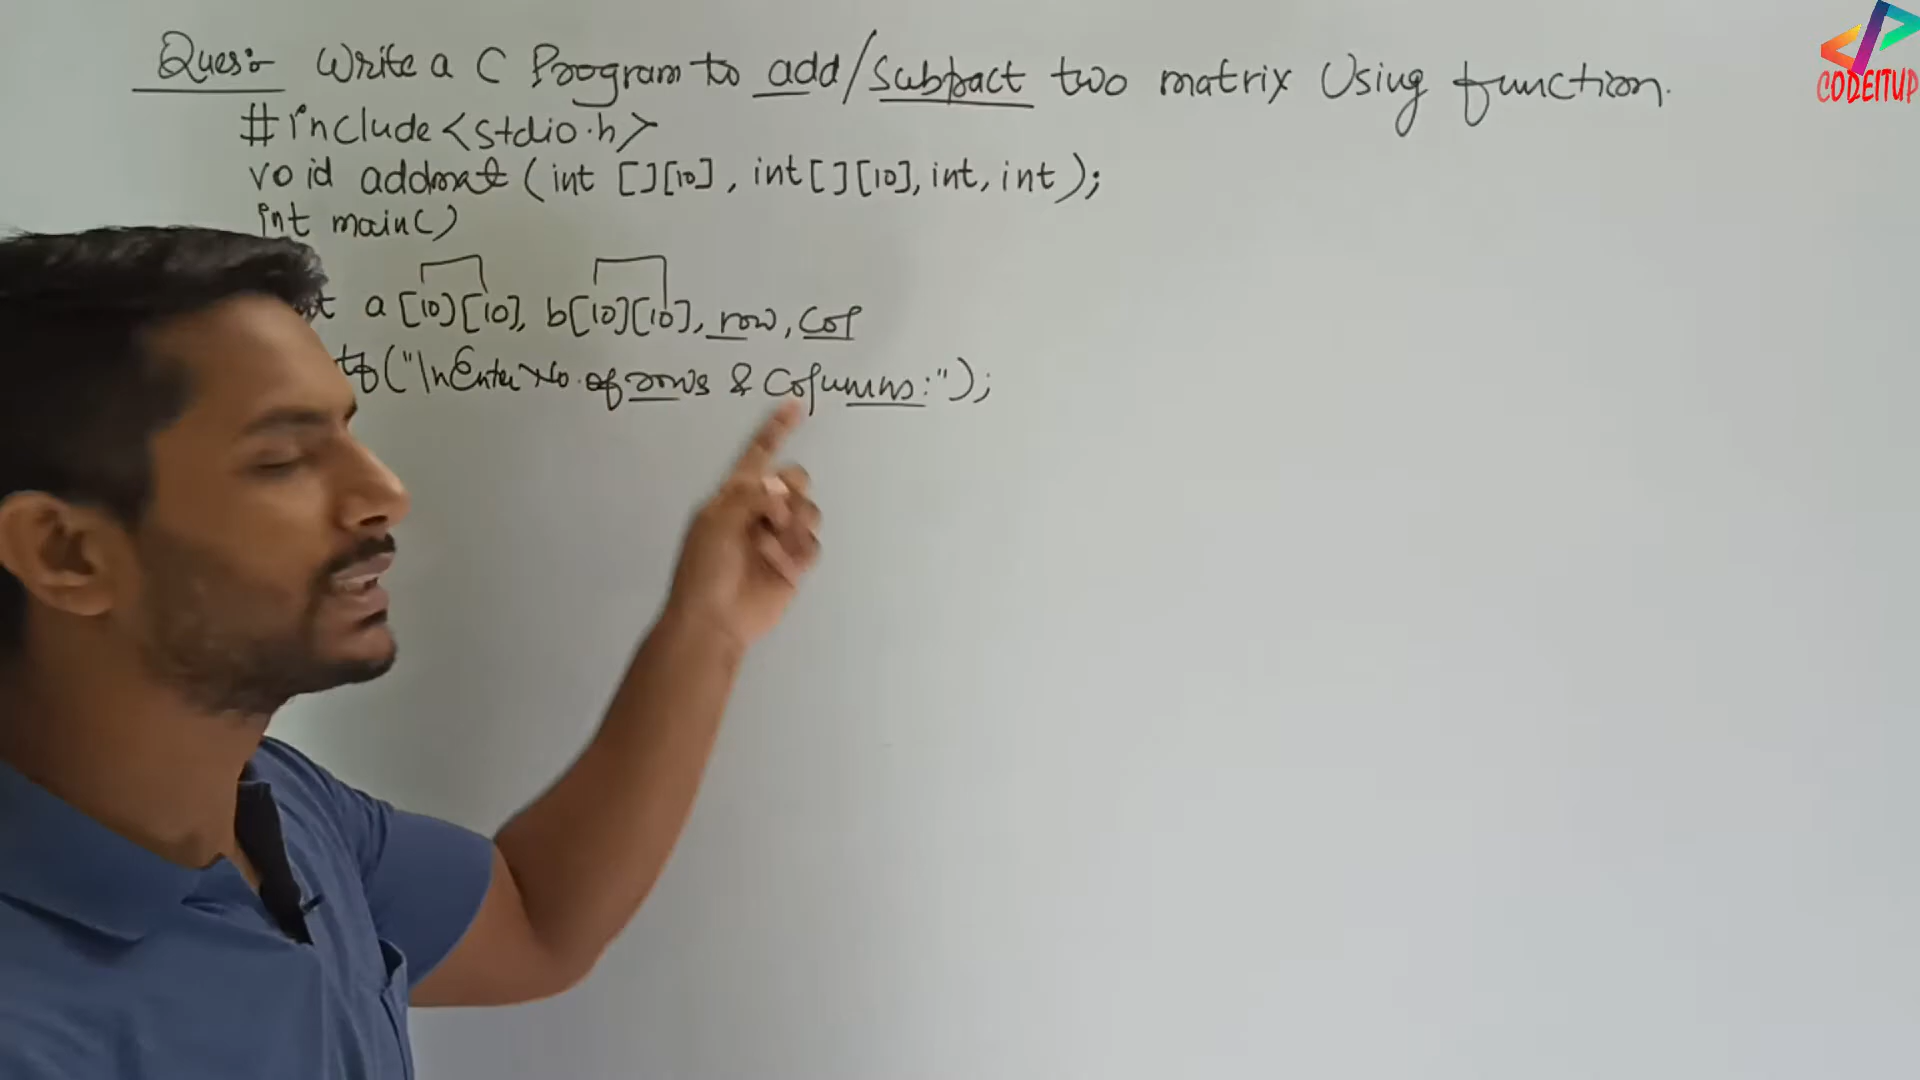 Ques:- Write a C Program to add/Subtract two matrix Using function.
CODEITUP
#include<stdio.h>
void addmat (int [][10], int[][10], int, int);
int main()
a [10][10], b[10][10], row, col
("\nEnter No. of rows & Columns:");